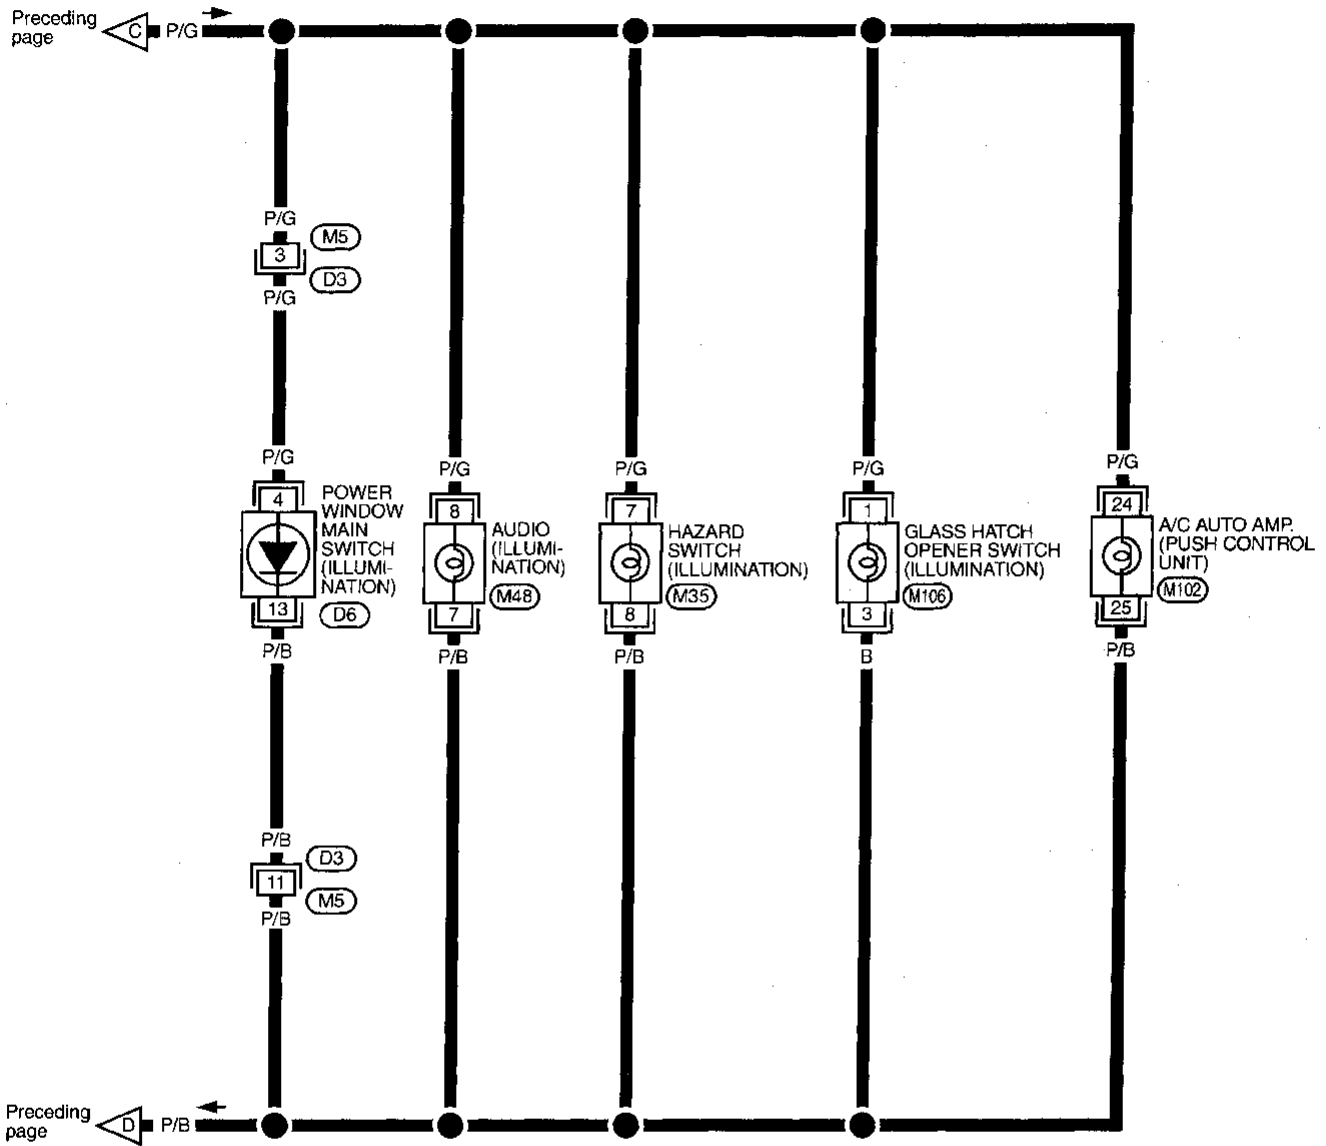 Preceding
page
C
P/G
P/G
3
M5
D3
P/G
P/G
4
POWER
WINDOW
MAIN
SWITCH
(ILLUMI-
NATION)
13
D6
P/B
P/B
D3
11
M5
P/B
P/G
8
AUDIO
(ILLUMI-
NATION)
M48
7
P/B
P/G
7
HAZARD
SWITCH
(ILLUMINATION)
M35
8
P/B
P/G
1
GLASS HATCH
OPENER SWITCH
(ILLUMINATION)
M106
3
B
P/G
24
A/C AUTO AMP.
(PUSH CONTROL
UNIT)
M102
25
P/B
Preceding
page
D
P/B